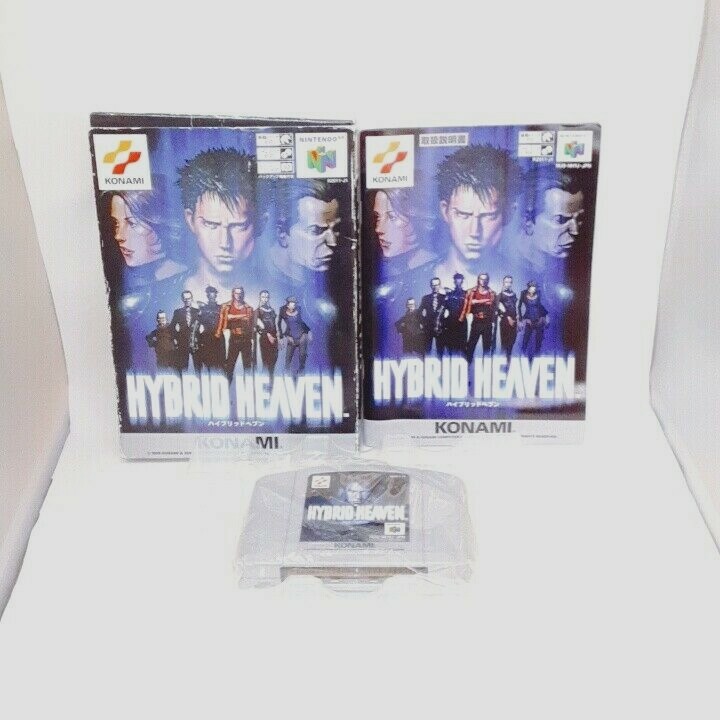 KONAMI
NINTENDO64
HYBRID HEAVEN
ハイブリッドヘブン
KONAMI
取扱説明書
KONAMI
HYBRID HEAVEN
ハイブリッドヘブン
KONAMI
HYBRID HEAVEN
KONAMI